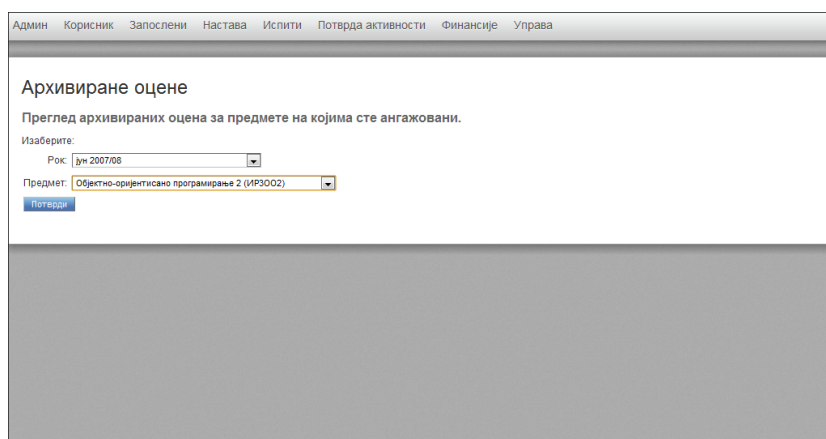 Админ Корисник Запослени Настава Испити Потврда активности Финансије Управа
Архивиране оцене
Преглед архивираних оцена за предмете на којима сте ангажовани.
Изаберите:
Рок: јун 2007/08
Предмет: Објектно-оријентисано програмирање 2 (ИР3ОО2)
Потврди